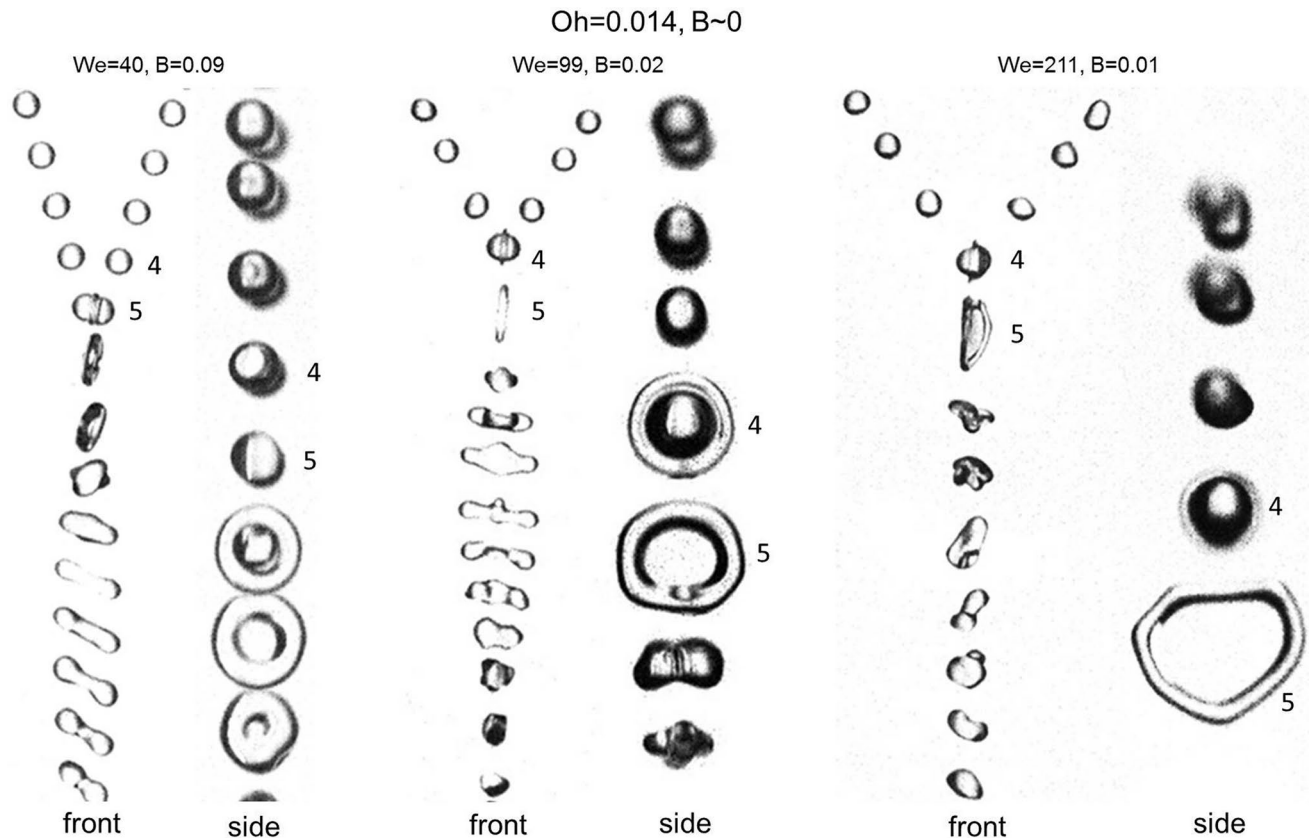 Oh=0.014, B~0
We=40, B=0.09
We=99, B=0.02
We=211, B=0.01
4
5
4
5
4
5
4
5
4
5
4
5
front
side
front
side
front
side